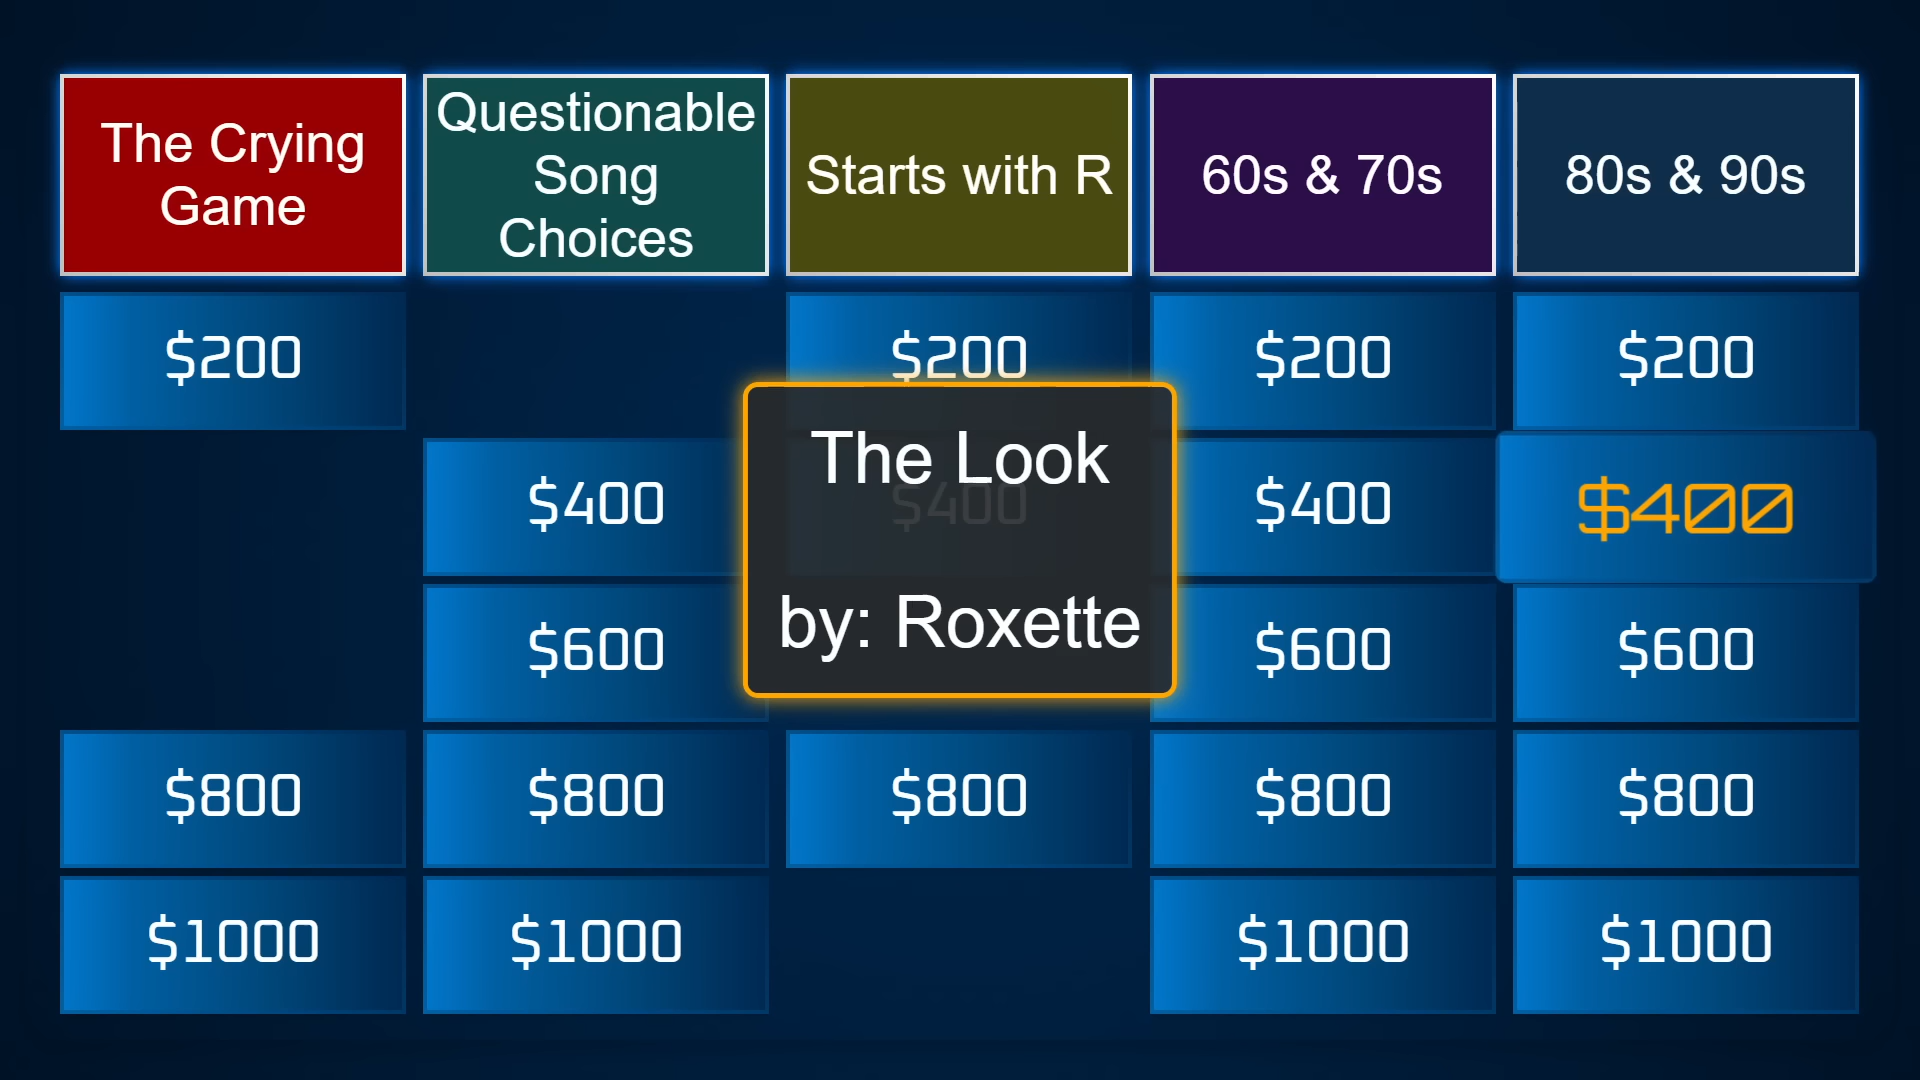 The Crying
Game
Questionable
Song
Choices
Starts with R
60s & 70s
80s & 90s
$200
$200
$200
$200
$400
$400
$400
$400
$600
$600
$600
The Look
by: Roxette
$800
$800
$800
$800
$800
$1000
$1000
$1000
$1000